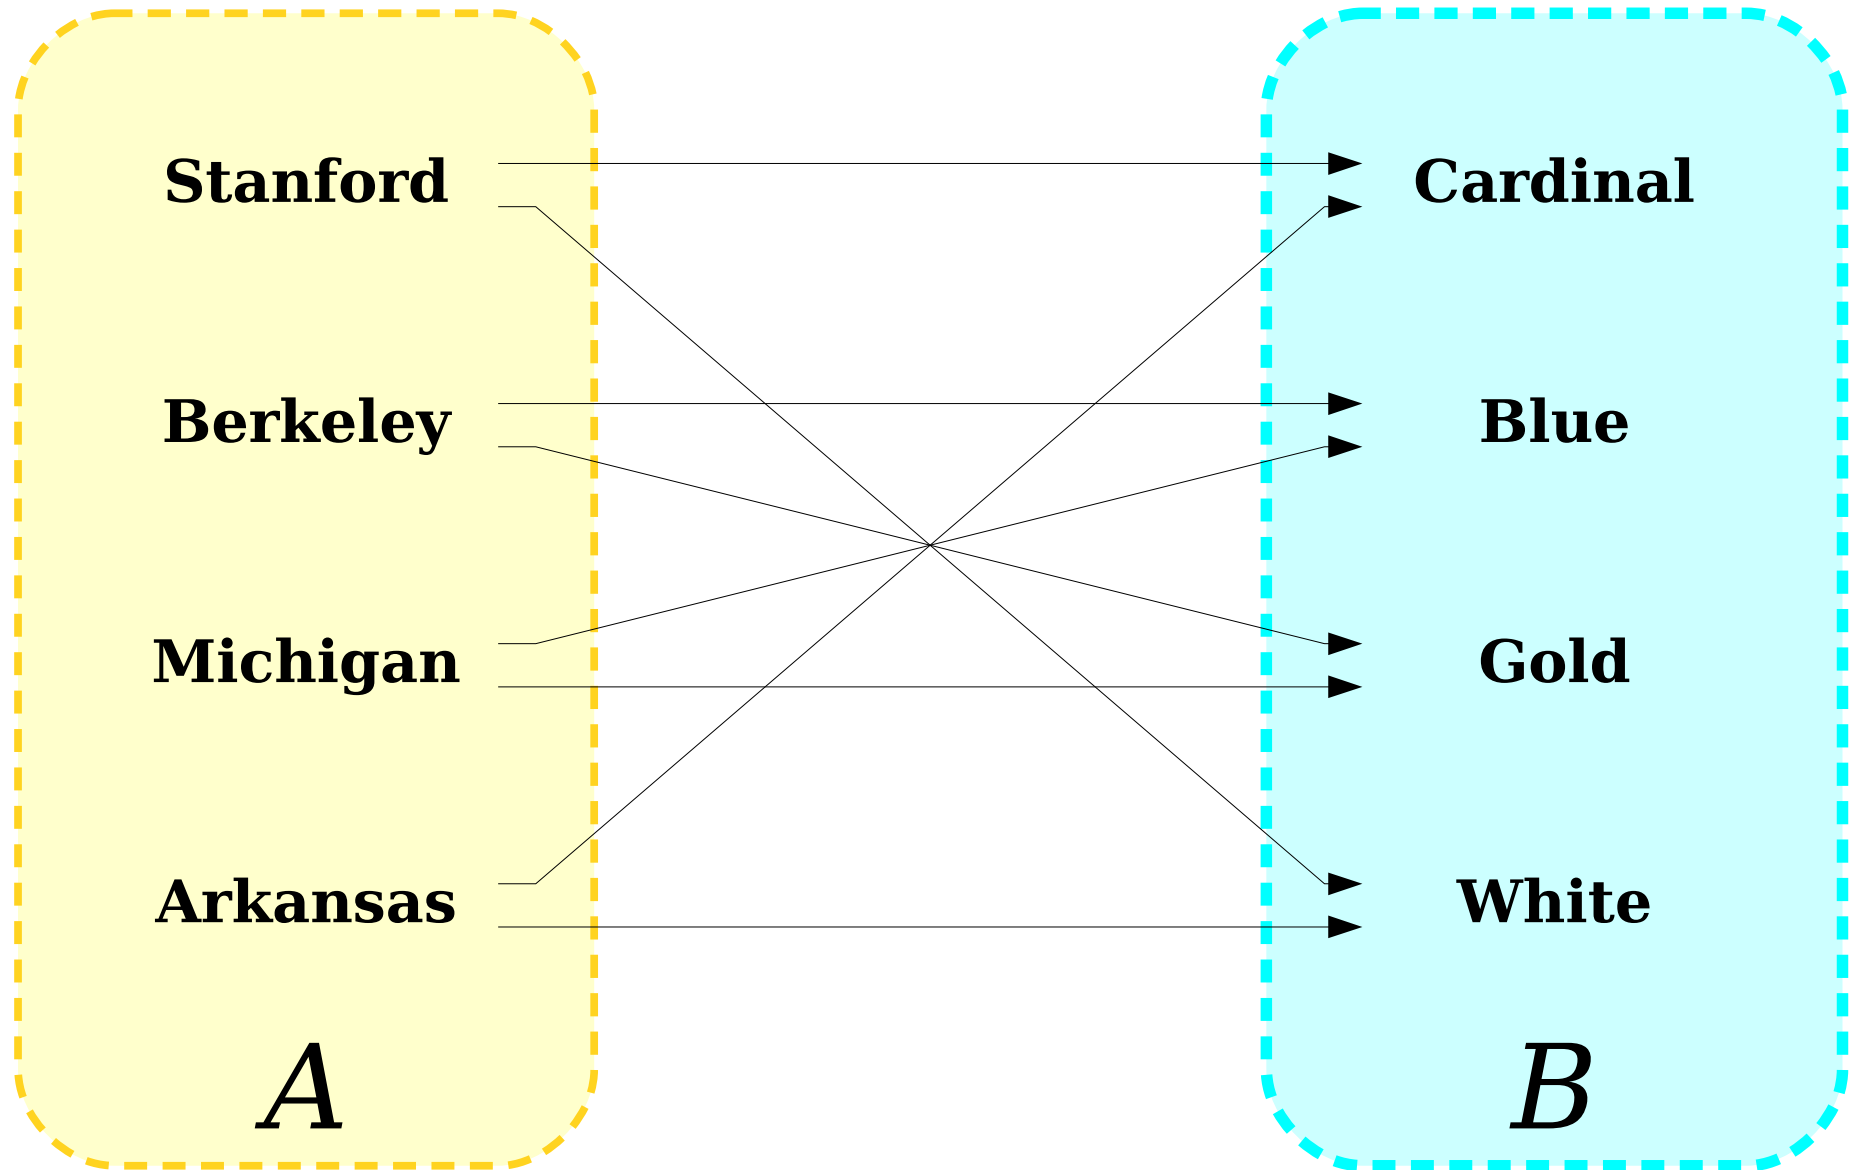 Stanford
Cardinal
Berkeley
Blue
Michigan
Gold
Arkansas
White
A
B